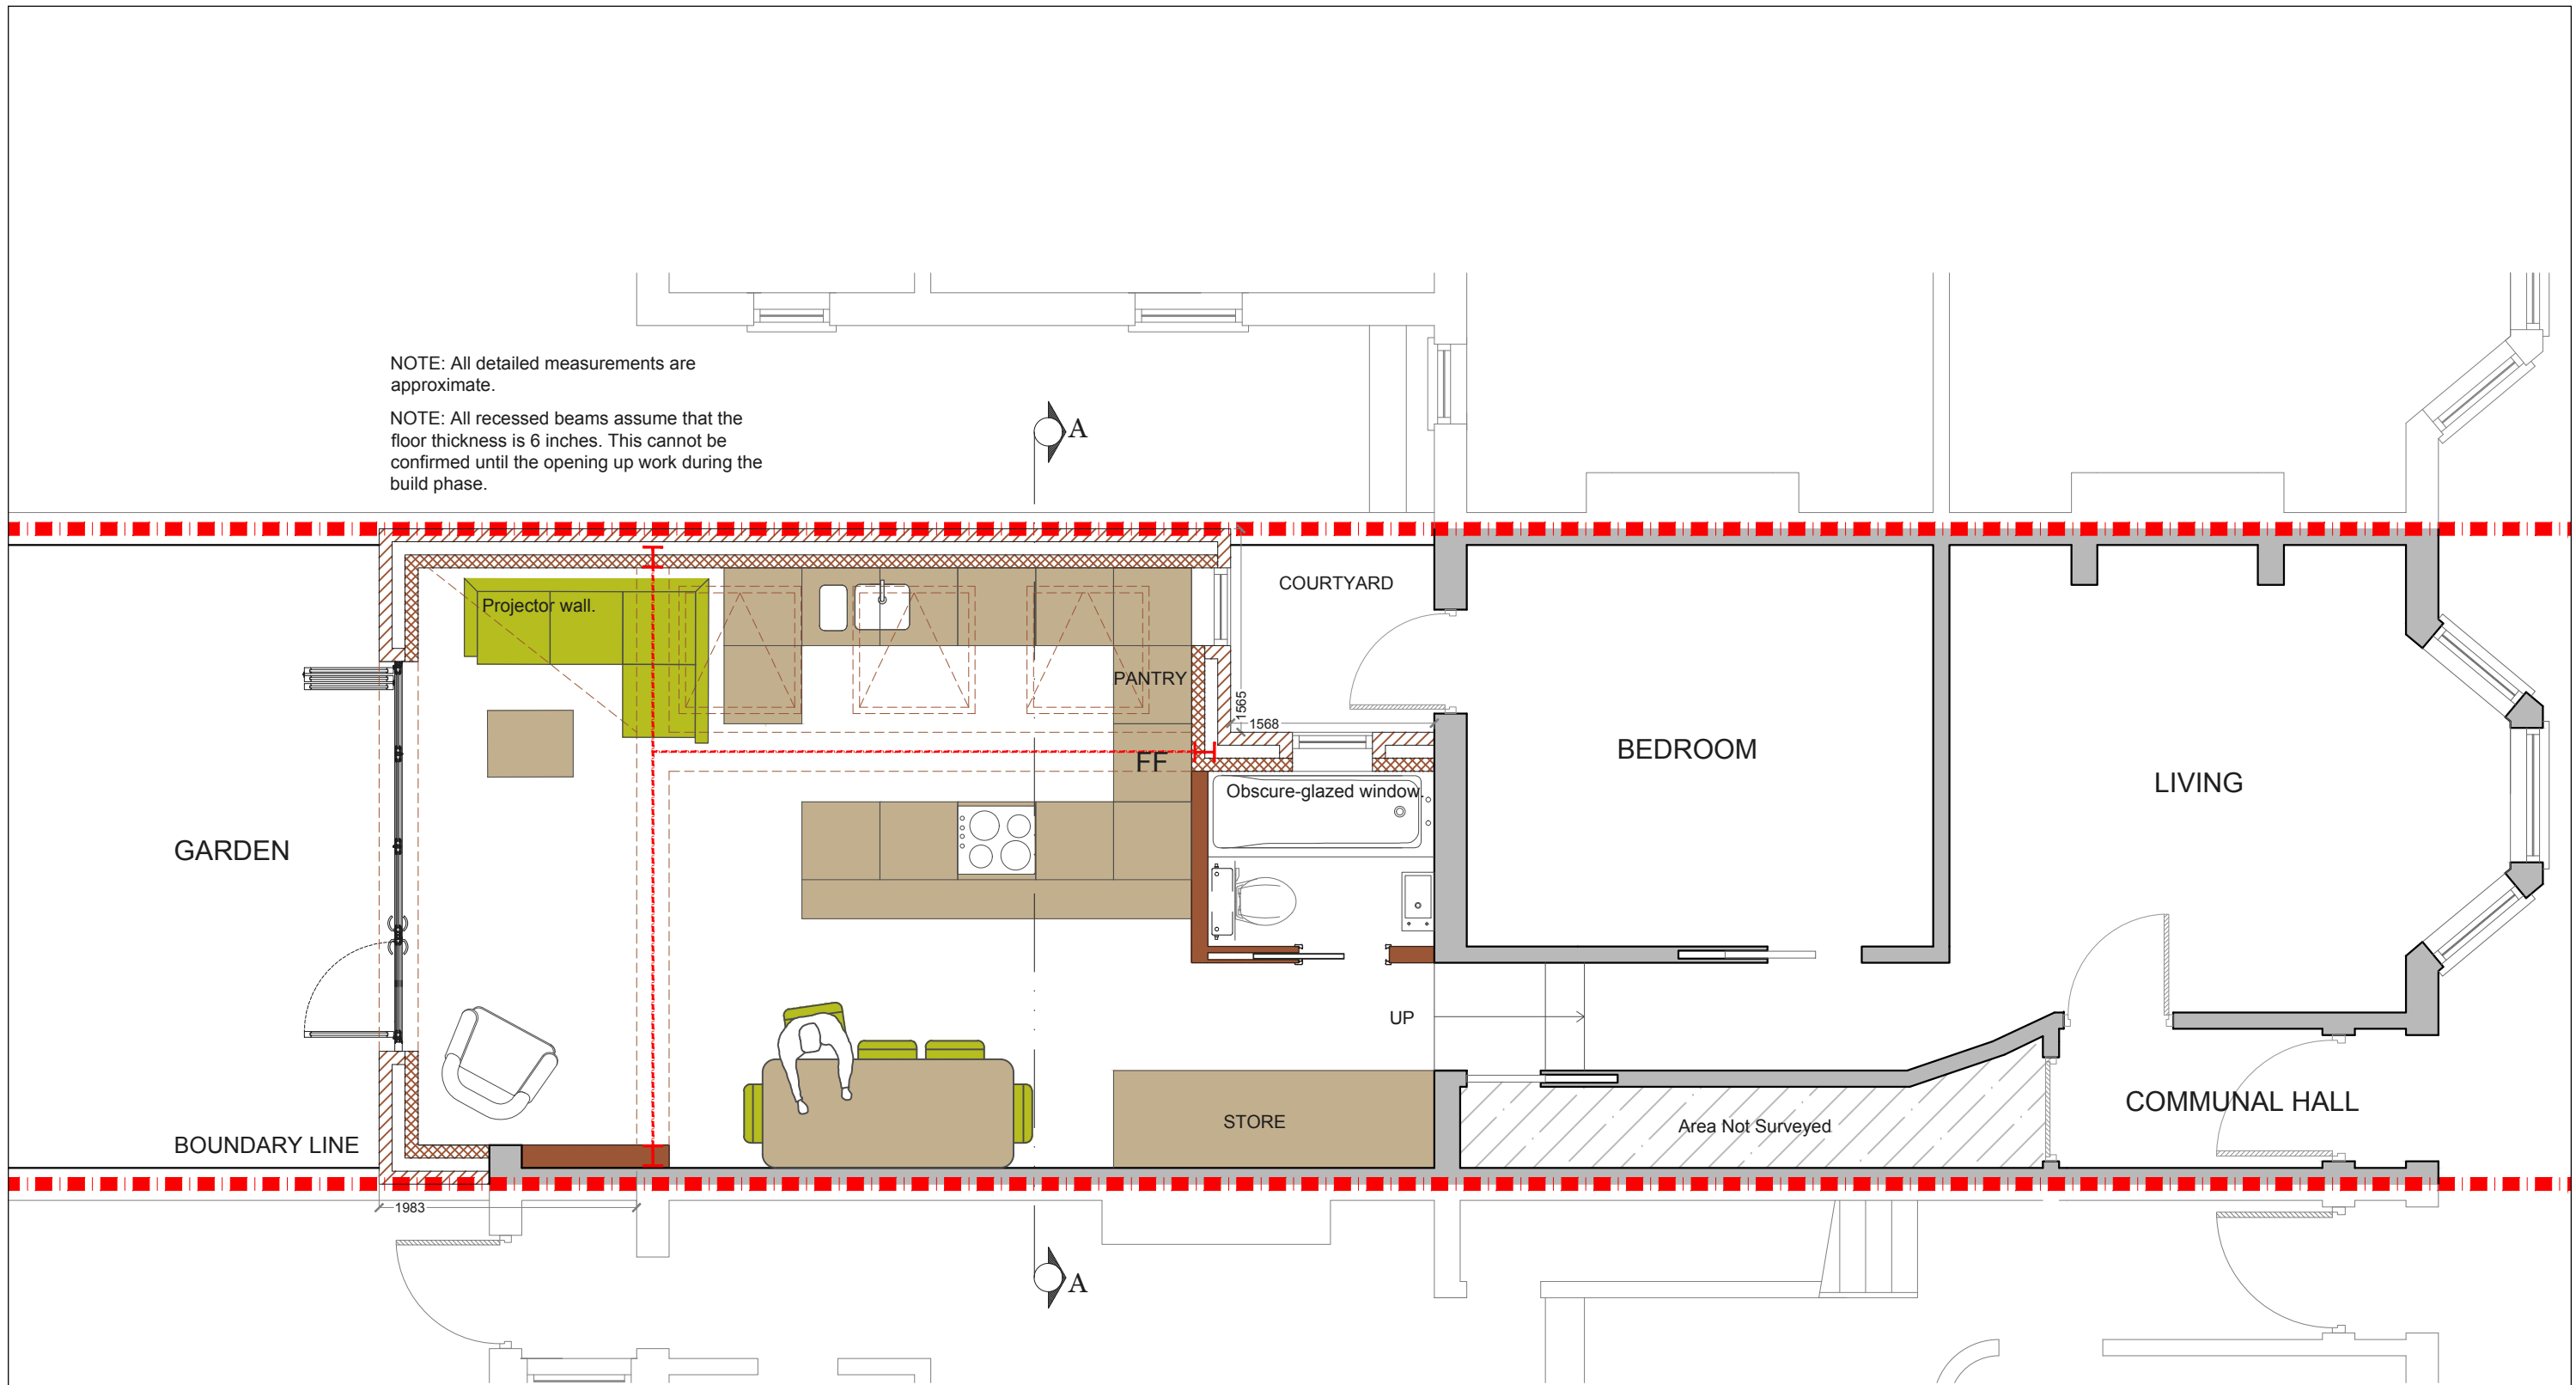 NOTE: All detailed measurements are
approximate.
NOTE: All recessed beams assume that the
floor thickness is 6 inches. This cannot be
confirmed until the opening up work during the
build phase.
A
COURTYARD
Projector wall.
PANTRY
1565
1568
FF
BEDROOM
LIVING
Obscure-glazed window.
GARDEN
UP
STORE
COMMUNAL HALL
Area Not Surveyed
BOUNDARY LINE
1983
A